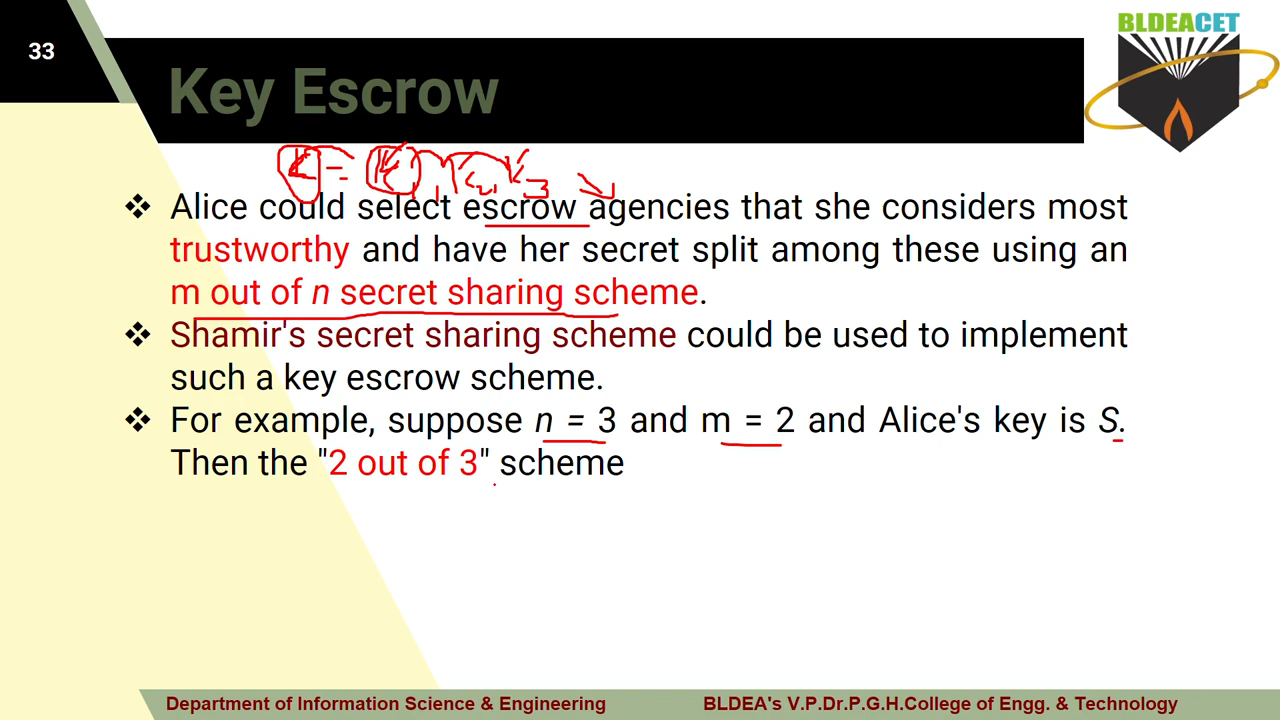 33
BLDEACET
Key Escrow
K = K1, K2, K3
❖ Alice could select escrow agencies that she considers most
trustworthy and have her secret split among these using an
m out of n secret sharing scheme.
❖ Shamir's secret sharing scheme could be used to implement
such a key escrow scheme.
❖ For example, suppose n = 3 and m = 2 and Alice's key is S.
Then the "2 out of 3" scheme
Department of Information Science & Engineering BLDEA's V.P.Dr.P.G.H.College of Engg. & Technology